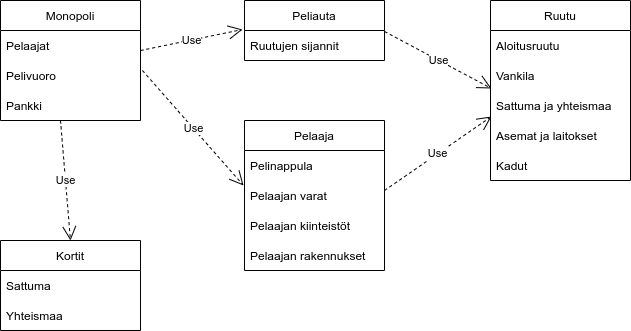 Monopoli
Pelaajat
Pelivuoro
Pankki
Use
Peliauta
Ruutujen sijannit
Use
Ruutu
Aloitusruutu
Vankila
Sattuma ja yhteismaa
Asemat ja laitokset
Kadut
Use
Pelaaja
Pelinappula
Pelaajan varat
Pelaajan kiinteistöt
Pelaajan rakennukset
Use
Use
Kortit
Sattuma
Yhteismaa